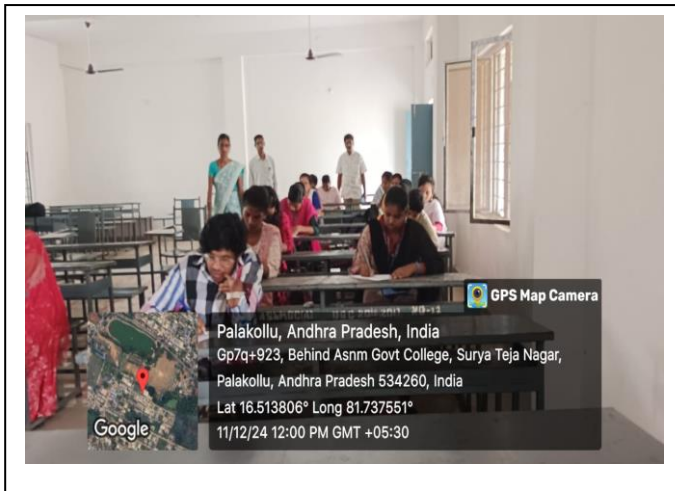 GPS Map Camera
Palakollu, Andhra Pradesh, India
Gp7q+923, Behind Asnm Govt College, Surya Teja Nagar,
Palakollu, Andhra Pradesh 534260, India
Lat 16.513806° Long 81.737551°
11/12/24 12:00 PM GMT +05:30
Google